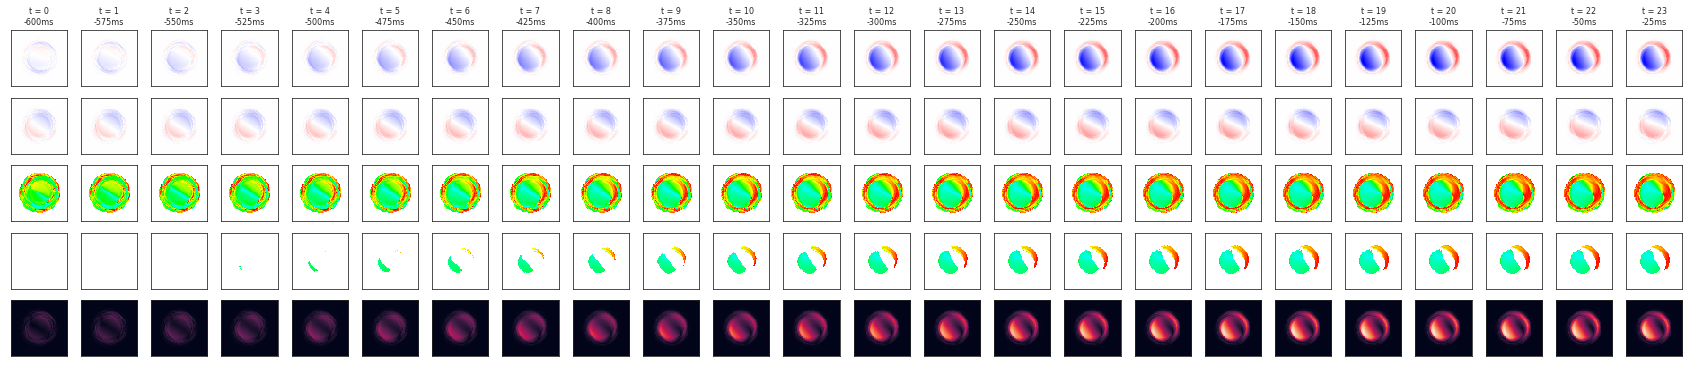 t = 0 t = 1 t = 2 t = 3 t = 4 t = 5 t = 6 t = 7 t = 8 t = 9 t = 10 t = 11 t = 12 t = 13 t = 14 t = 15 t = 16 t = 17 t = 18 t = 19 t = 20 t = 21 t = 22 t = 23
-600ms -575ms -550ms -525ms -500ms -475ms -450ms -425ms -400ms -375ms -350ms -325ms -300ms -275ms -250ms -225ms -200ms -175ms -150ms -125ms -100ms -75ms -50ms -25ms